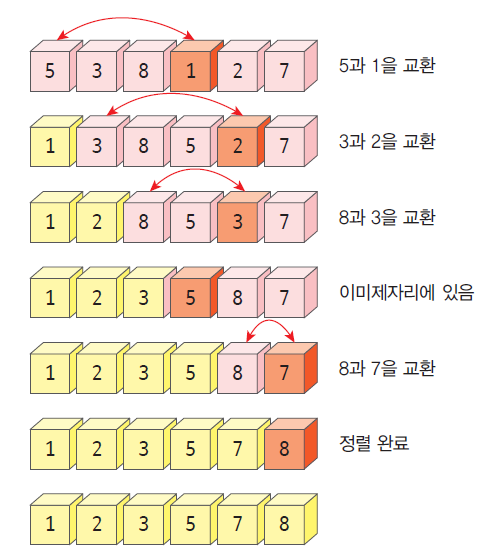 5 3 8 1 2 7 5과 1을 교환
1 3 8 5 2 7 3과 2을 교환
1 2 8 5 3 7 8과 3을 교환
1 2 3 5 8 7 이미제자리에 있음
1 2 3 5 8 7 8과 7을 교환
1 2 3 5 7 8 정렬 완료
1 2 3 5 7 8